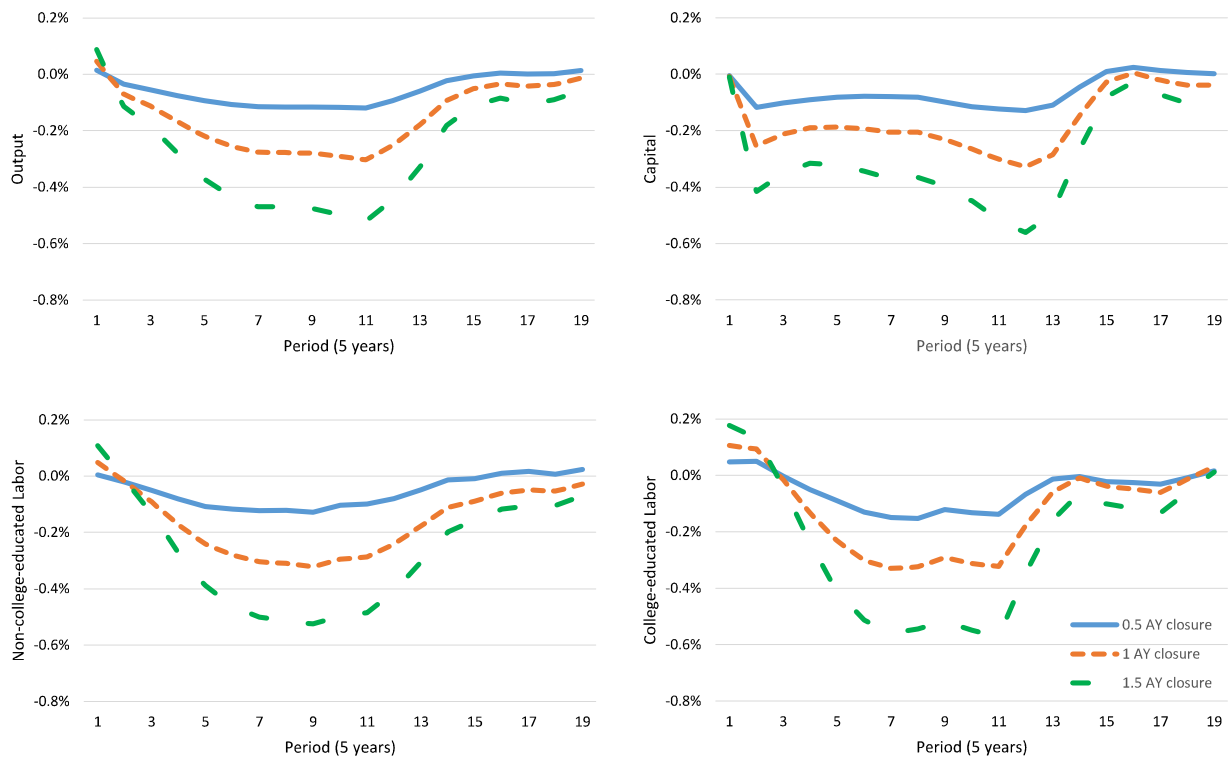 0.2%
0.0%
-0.2%
-0.4%
-0.6%
-0.8%
Output
1 3 5 7 9 11 13 15 17 19
Period (5 years)
0.2%
0.0%
-0.2%
-0.4%
-0.6%
-0.8%
Capital
1 3 5 7 9 11 13 15 17 19
Period (5 years)
0.2%
0.0%
-0.2%
-0.4%
-0.6%
-0.8%
Non-college-educated Labor
1 3 5 7 9 11 13 15 17 19
Period (5 years)
0.2%
0.0%
-0.2%
-0.4%
-0.6%
-0.8%
College-educated Labor
0.5 AY closure
1 AY closure
1.5 AY closure
1 3 5 7 9 11 13 15 17 19
Period (5 years)